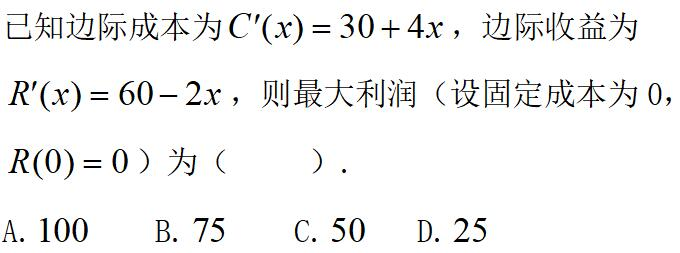 已知边际成本为C′(x) = 30 + 4x，边际收益为
R′(x) = 60 − 2x，则最大利润（设固定成本为 0，
R(0) = 0）为（　　）.
A. 100　B. 75　C. 50　D. 25